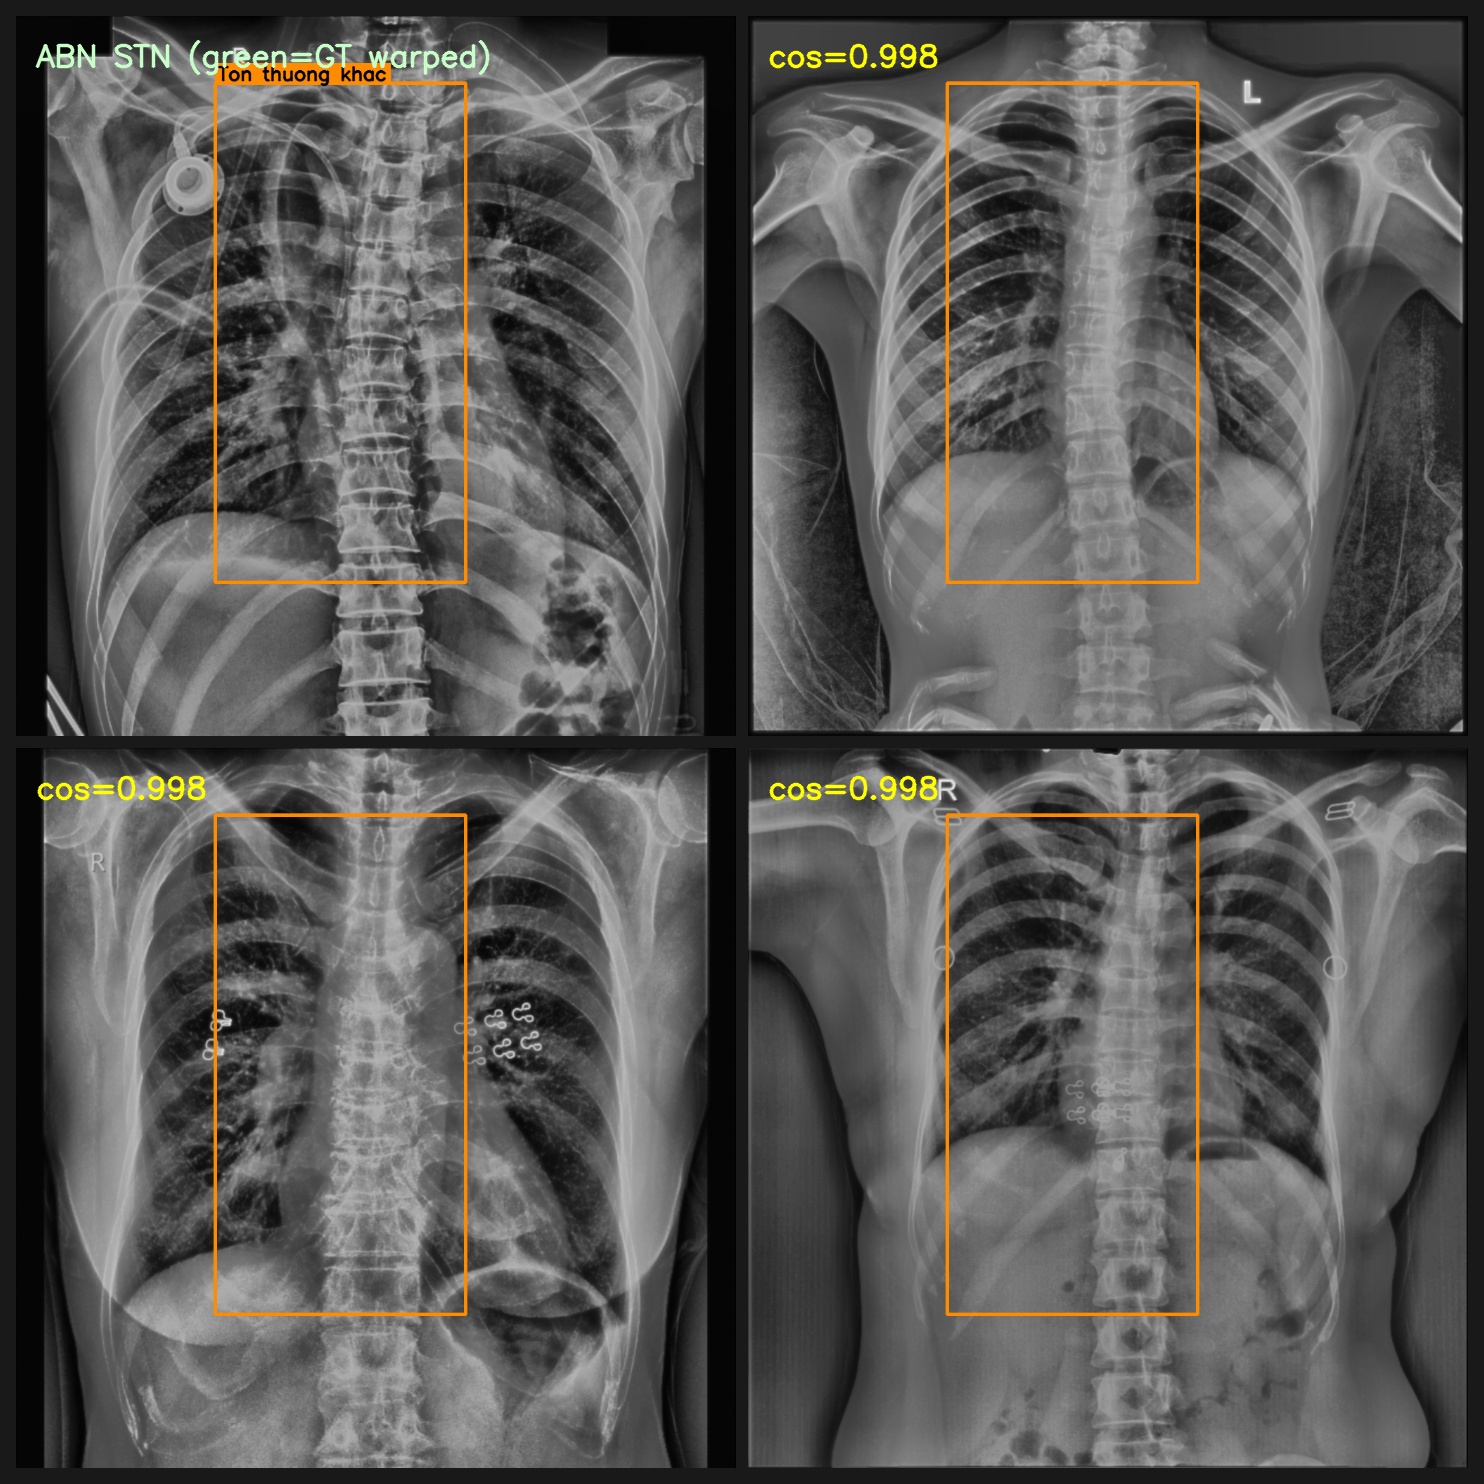 ABN STN (green=GT warped)
Ton thuong khac
cos=0.998
L
cos=0.998
R
cos=0.998
R